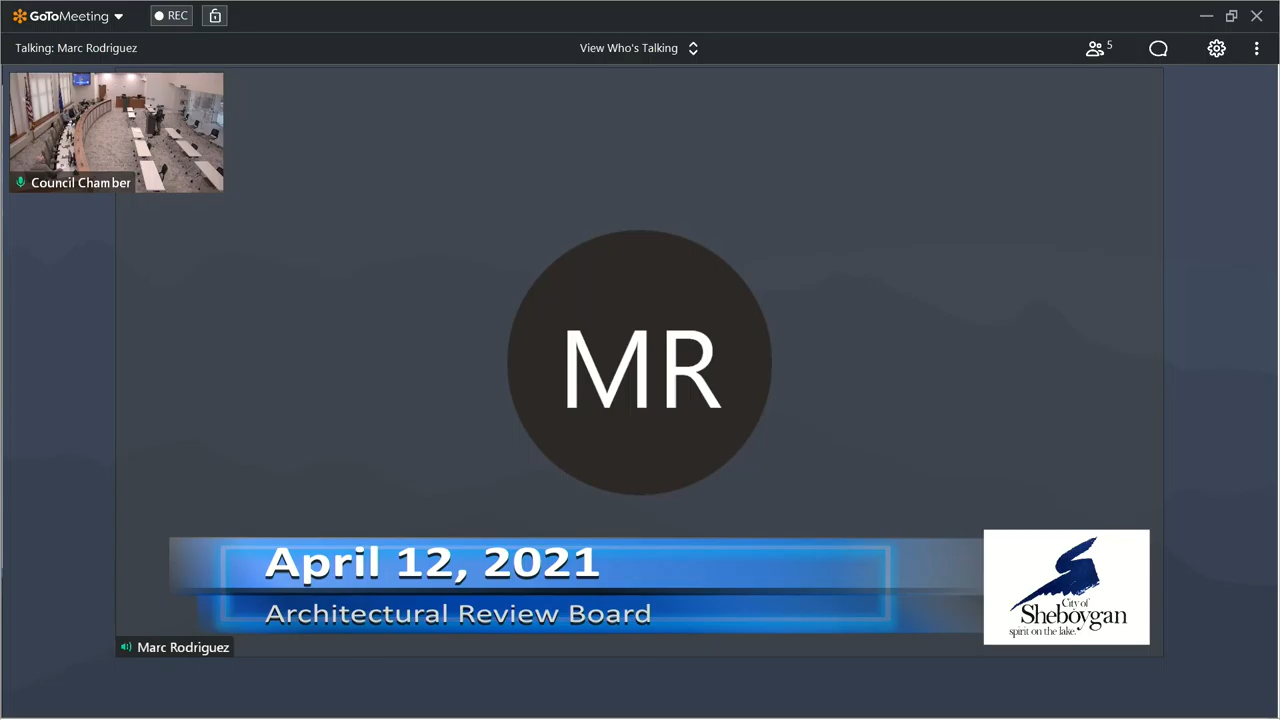 GoToMeeting
REC
Talking: Marc Rodriguez
View Who's Talking
5
Council Chamber
MR
April 12, 2021
Architectural Review Board
City of
Sheboygan
spirit on the lake.
Marc Rodriguez